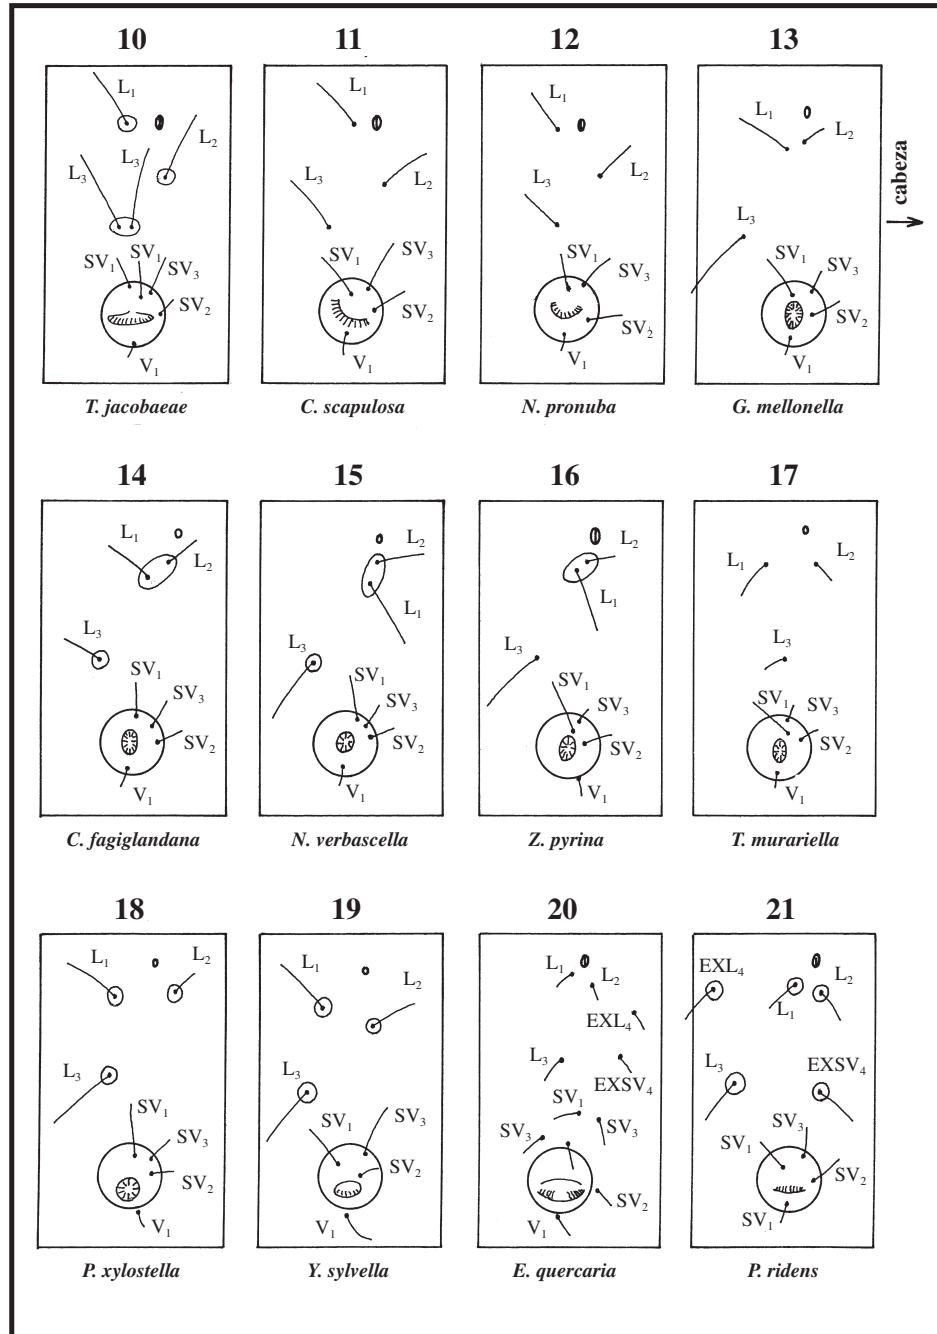 10 11 12 13
L1
L3
L3
L2
SV1
SV1
SV3
SV2
V1
L1
L3
L2
SV1
SV3
SV2
V1
L1
L3
L2
SV1
SV3
SV2
V1
L1
L2
L3
SV1
SV3
SV2
V1
cabeza
T. jacobaeae C. scapulosa N. pronuba G. mellonella
14 15 16 17
L1
L2
L3
SV1
SV3
SV2
V1
L2
L1
L3
SV1
SV3
SV2
V1
L2
L1
L3
SV1
SV3
SV2
V1
L1
L2
L3
SV1
SV3
SV2
V1
C. fagiglandana N. verbascella Z. pyrina T. murariella
18 19 20 21
L1
L2
L3
SV1
SV3
SV2
V1
L1
L2
L3
SV1
SV3
SV2
V1
L1
L2
EXL4
L3
EXSV4
SV1
SV3
SV3
SV2
V1
EXL4
L2
L1
L3
EXSV4
SV3
SV1
SV2
SV1
P. xylostella Y. sylvella E. quercaria P. ridens